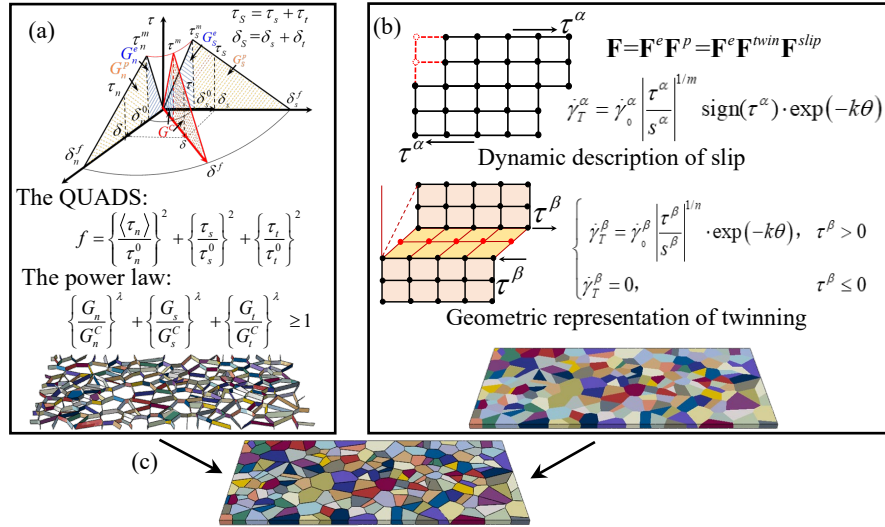 (a)
τ
τ_S = τ_s + τ_t
δ_S = δ_s + δ_t
τ_n^m
τ^m
τ_s^m
G_n^e
G_s^e
G_n^p
τ_s
G_s^p
τ_n
τ
δ_n^0
δ_s^0
δ_s
δ_s^f
δ_n
G^C
δ
δ_n^f
δ^f
The QUADS:
f = {⟨τ_n⟩/τ_n^0}^2 + {τ_s/τ_s^0}^2 + {τ_t/τ_t^0}^2
The power law:
{G_n/G_n^C}^λ + {G_s/G_s^C}^λ + {G_t/G_t^C}^λ ≥ 1
(b)
τ^α
F=F^e F^p=F^e F^{twin} F^{slip}
γ̇_T^α = γ̇_0^α |τ^α/s^α|^{1/m} sign(τ^α)·exp(−kθ)
τ^α
Dynamic description of slip
τ^β
γ̇_T^β = γ̇_0^β |τ^β/s^β|^{1/n}·exp(−kθ), τ^β > 0
τ^β
γ̇_T^β = 0, τ^β ≤ 0
Geometric representation of twinning
(c)